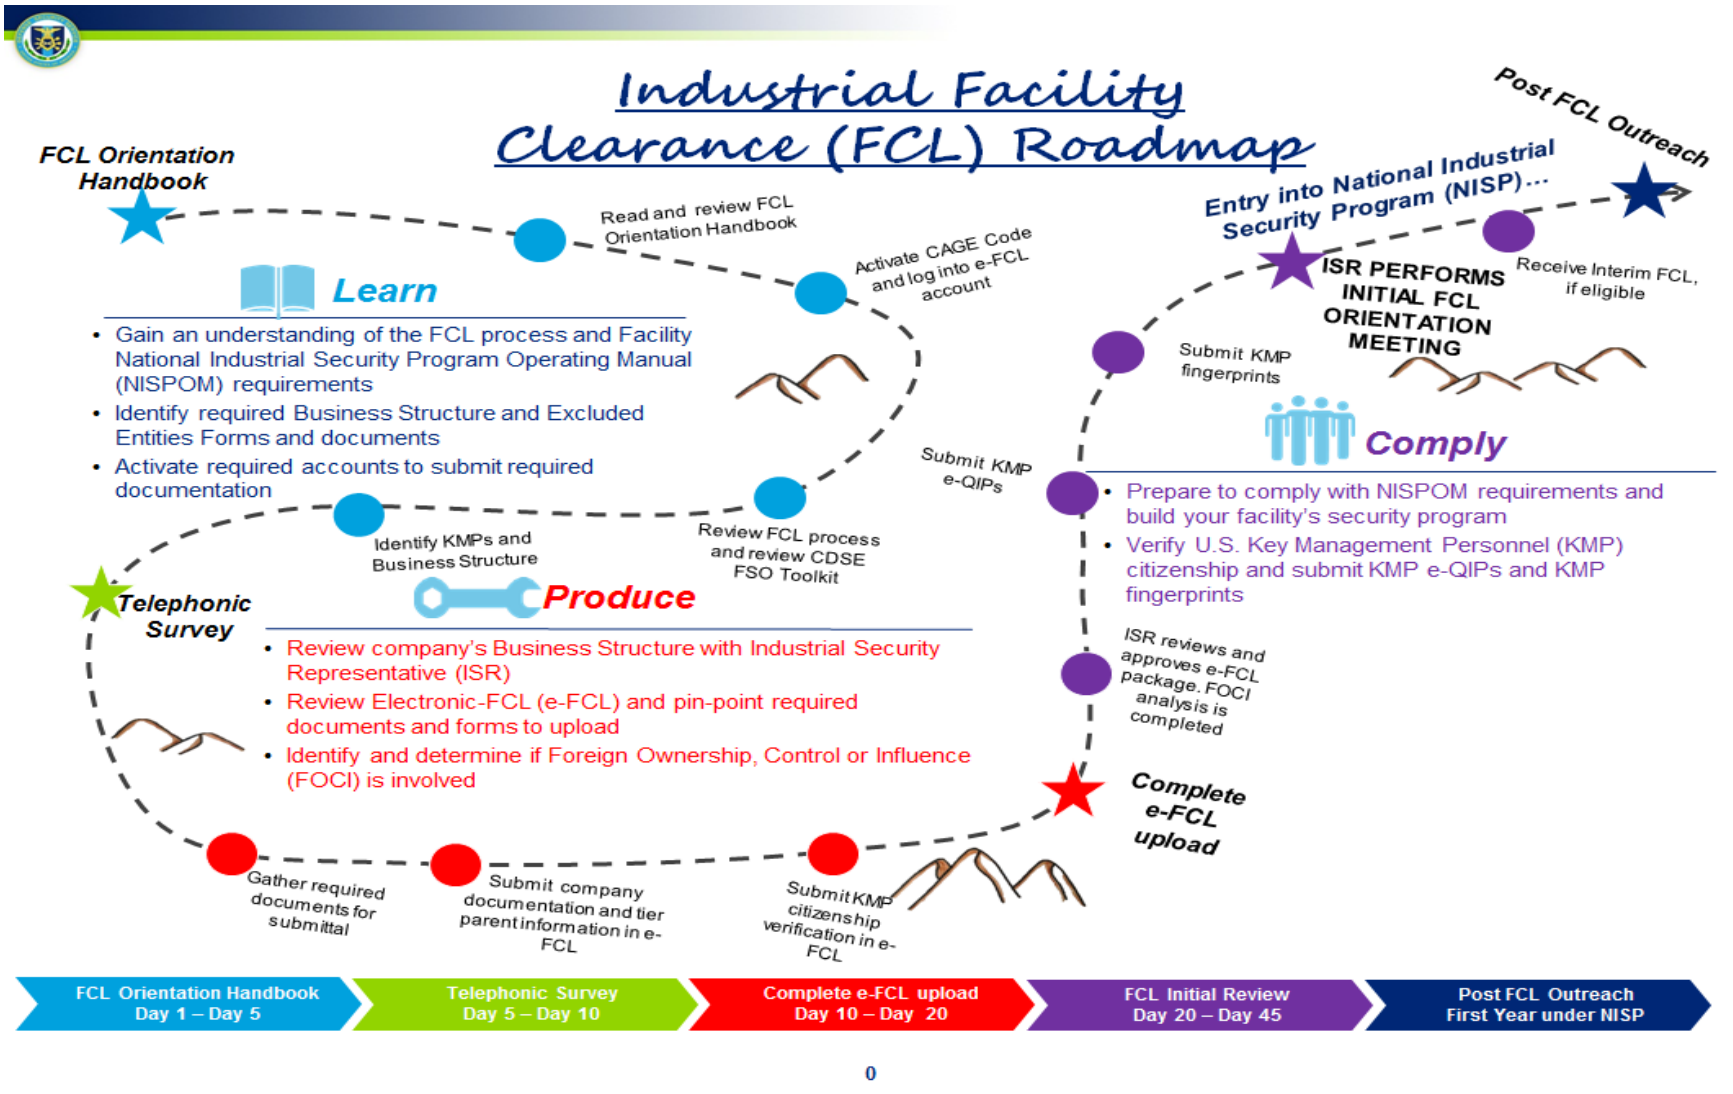 Industrial Facility
Clearance (FCL) Roadmap
FCL Orientation
Handbook
Read and review FCL
Orientation Handbook
Activate CAGE Code
and log into e-FCL
account
Learn
• Gain an understanding of the FCL process and Facility
National Industrial Security Program Operating Manual
(NISPOM) requirements
• Identify required Business Structure and Excluded
Entities Forms and documents
• Activate required accounts to submit required
documentation
Review FCL process
and review CDSE
FSO Toolkit
Identify KMPs and
Business Structure
Telephonic
Survey
Produce
• Review company's Business Structure with Industrial Security
Representative (ISR)
• Review Electronic-FCL (e-FCL) and pin-point required
documents and forms to upload
• Identify and determine if Foreign Ownership, Control or Influence
(FOCI) is involved
Gather required
documents for
submittal
Submit company
documentation and tier
parent information in e-
FCL
Submit KMP
citizenship
verification in e-
FCL
Complete
e-FCL
upload
ISR reviews and
approves e-FCL
package. FOCI
analysis is
completed
Submit KMP
e-QIPs
Submit KMP
fingerprints
Comply
• Prepare to comply with NISPOM requirements and
build your facility's security program
• Verify U.S. Key Management Personnel (KMP)
citizenship and submit KMP e-QIPs and KMP
fingerprints
ISR PERFORMS
INITIAL FCL
ORIENTATION
MEETING
Entry into National Industrial
Security Program (NISP)...
Receive Interim FCL,
if eligible
Post FCL Outreach
FCL Orientation Handbook
Day 1 – Day 5
Telephonic Survey
Day 5 – Day 10
Complete e-FCL upload
Day 10 – Day 20
FCL Initial Review
Day 20 – Day 45
Post FCL Outreach
First Year under NISP
0